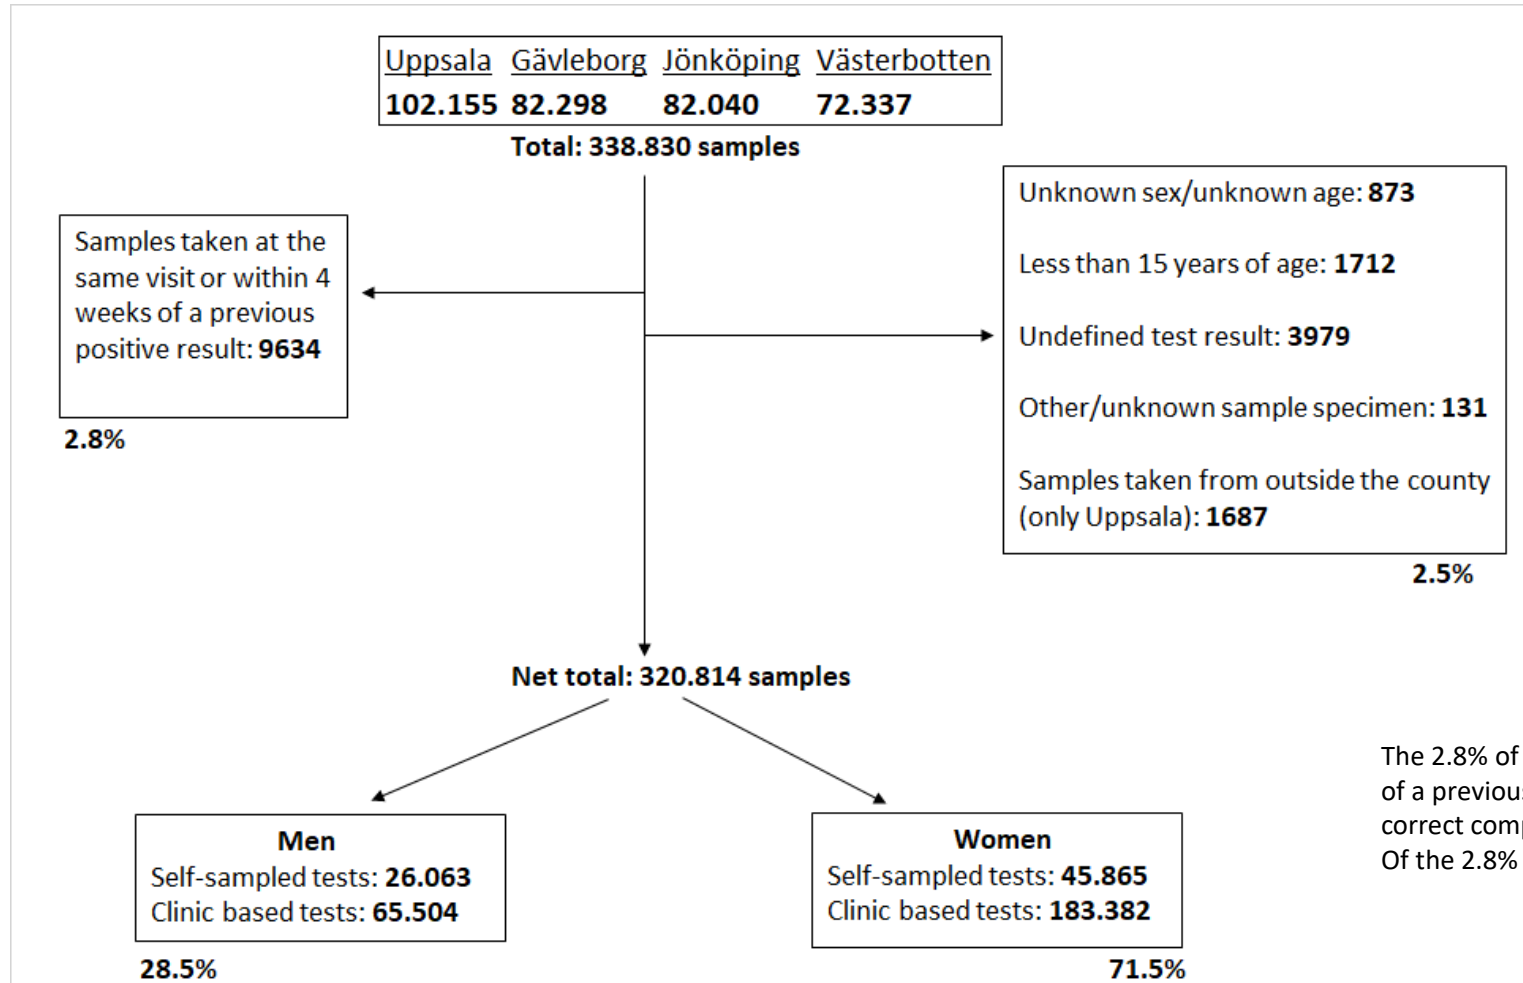 Uppsala Gävleborg Jönköping Västerbotten
102.155 82.298 82.040 72.337
Total: 338.830 samples
Samples taken at the
same visit or within 4
weeks of a previous
positive result: 9634
2.8%
Unknown sex/unknown age: 873
Less than 15 years of age: 1712
Undefined test result: 3979
Other/unknown sample specimen: 131
Samples taken from outside the county
(only Uppsala): 1687
2.5%
Net total: 320.814 samples
The 2.8% of
of a previous
correct comp
Of the 2.8%
Men
Self-sampled tests: 26.063
Clinic based tests: 65.504
28.5%
Women
Self-sampled tests: 45.865
Clinic based tests: 183.382
71.5%